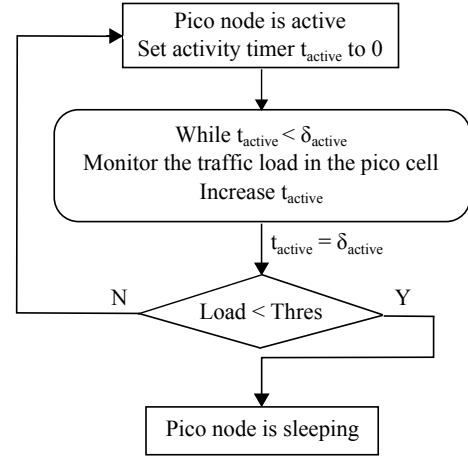 Pico node is active
Set activity timer t_active to 0
While t_active < δ_active
Monitor the traffic load in the pico cell
Increase t_active
t_active = δ_active
N
Load < Thres
Y
Pico node is sleeping